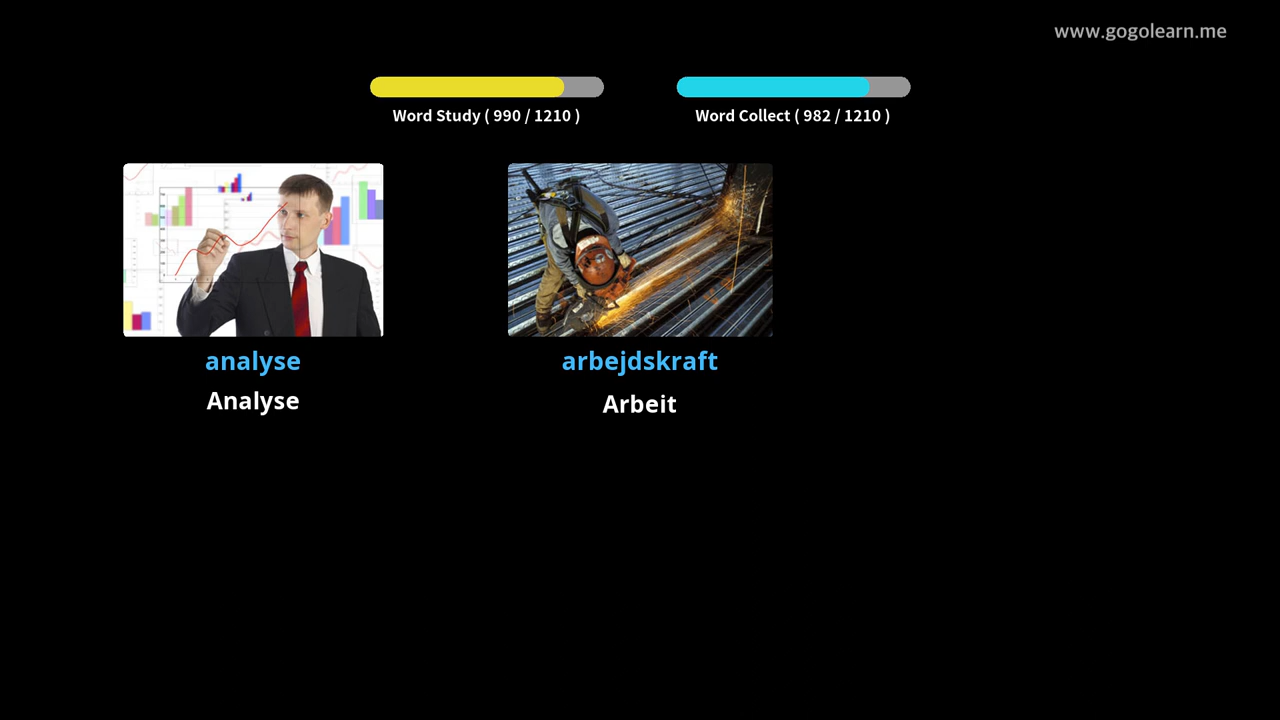 www.gogolearn.me
Word Study ( 990 / 1210 )
Word Collect ( 982 / 1210 )
analyse
Analyse
arbejdskraft
Arbeit